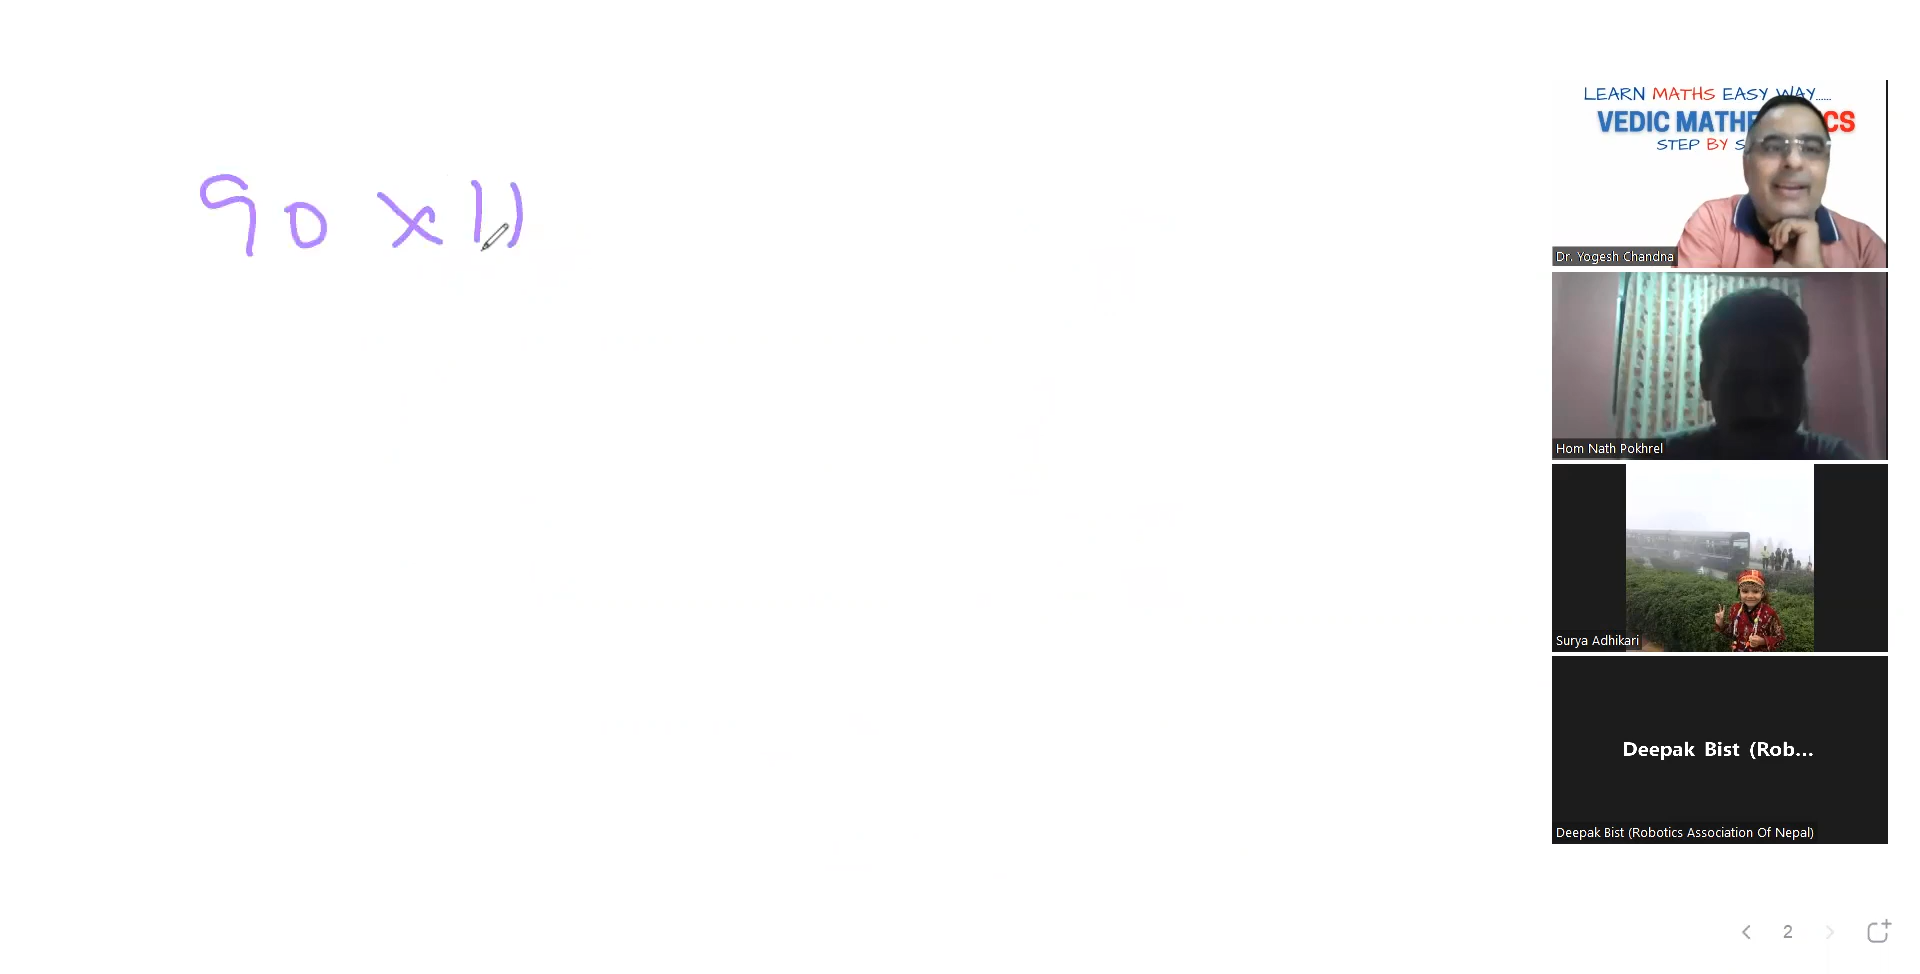 90 × 11
LEARN MATHS EASY WAY......
VEDIC MATHE CS
STEP BY S
Dr. Yogesh Chandna
Hom Nath Pokhrel
Surya Adhikari
Deepak Bist (Rob...
Deepak Bist (Robotics Association Of Nepal)
2